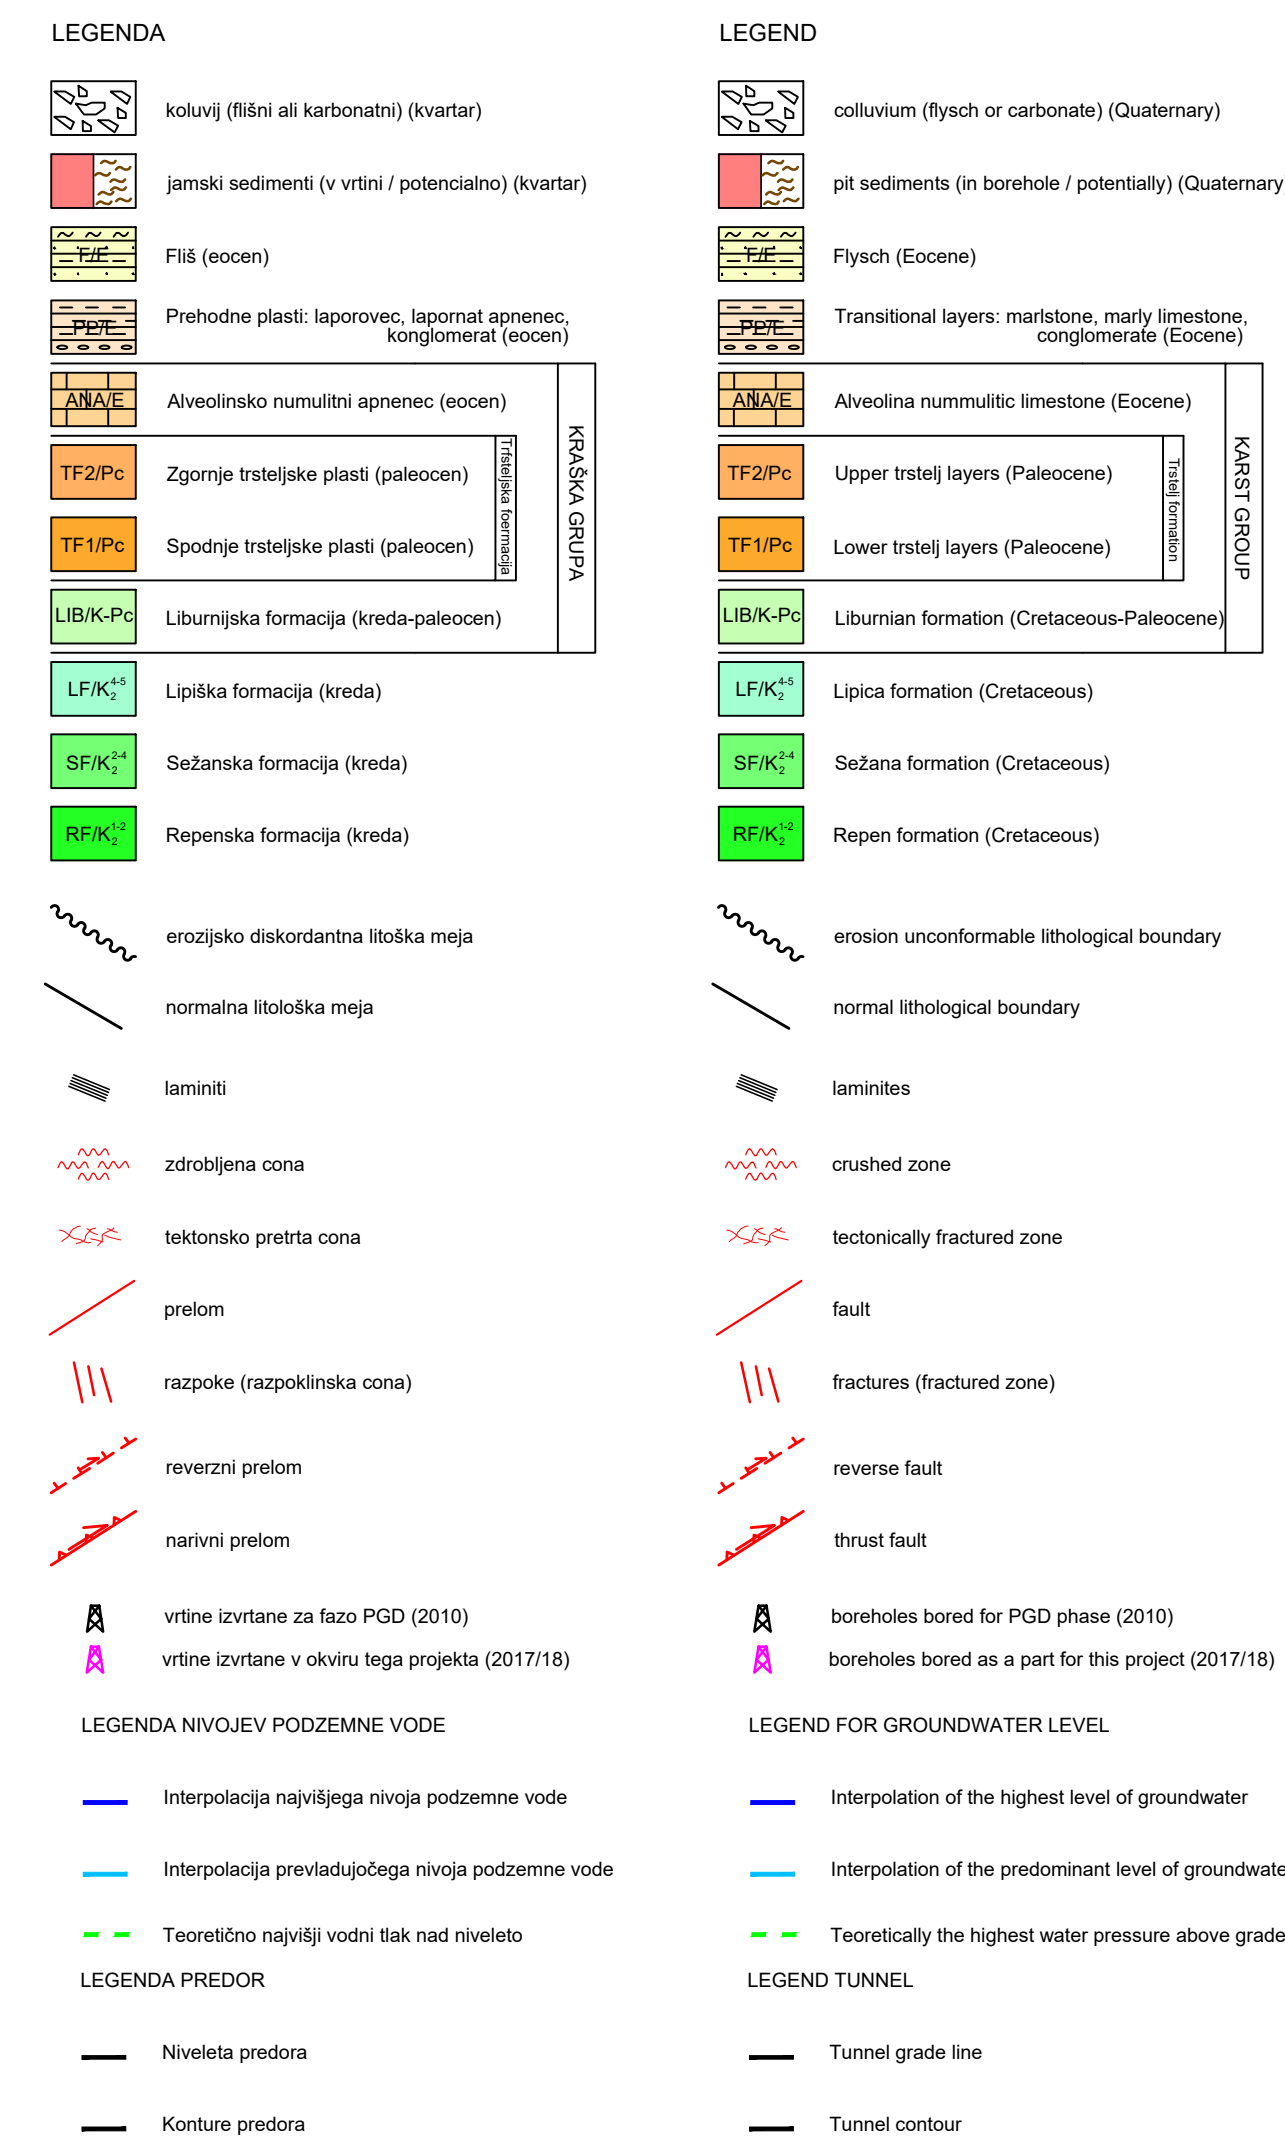 LEGENDA
koluvij (flišni ali karbonatni) (kvartar)
jamski sedimenti (v vrtini / potencialno) (kvartar)
F/E
Fliš (eocen)
PP/E
Prehodne plasti: laporovec, lapornat apnenec,
konglomerat (eocen)
ANA/E
Alveolinsko numulitni apnenec (eocen)
TF2/Pc
Zgornje trsteljske plasti (paleocen)
TF1/Pc
Spodnje trsteljske plasti (paleocen)
Trfsteljska foermacija
LIB/K-Pc
Liburnijska formacija (kreda-paleocen)
KRAŠKA GRUPA
LF/K₂⁴⁻⁵
Lipiška formacija (kreda)
SF/K₂²⁻⁴
Sežanska formacija (kreda)
RF/K₂¹⁻²
Repenska formacija (kreda)
erozijsko diskordantna litoška meja
normalna litološka meja
laminiti
zdrobljena cona
tektonsko pretrta cona
prelom
razpoke (razpoklinska cona)
reverzni prelom
narivni prelom
vrtine izvrtane za fazo PGD (2010)
vrtine izvrtane v okviru tega projekta (2017/18)
LEGENDA NIVOJEV PODZEMNE VODE
Interpolacija najvišjega nivoja podzemne vode
Interpolacija prevladujočega nivoja podzemne vode
Teoretično najvišji vodni tlak nad niveleto
LEGENDA PREDOR
Niveleta predora
Konture predora
LEGEND
colluvium (flysch or carbonate) (Quaternary)
pit sediments (in borehole / potentially) (Quaternary)
F/E
Flysch (Eocene)
PP/E
Transitional layers: marlstone, marly limestone,
conglomerate (Eocene)
ANA/E
Alveolina nummulitic limestone (Eocene)
TF2/Pc
Upper trstelj layers (Paleocene)
TF1/Pc
Lower trstelj layers (Paleocene)
Trstelj formation
LIB/K-Pc
Liburnian formation (Cretaceous-Paleocene)
KARST GROUP
LF/K₂⁴⁻⁵
Lipica formation (Cretaceous)
SF/K₂²⁻⁴
Sežana formation (Cretaceous)
RF/K₂¹⁻²
Repen formation (Cretaceous)
erosion unconformable lithological boundary
normal lithological boundary
laminites
crushed zone
tectonically fractured zone
fault
fractures (fractured zone)
reverse fault
thrust fault
boreholes bored for PGD phase (2010)
boreholes bored as a part for this project (2017/18)
LEGEND FOR GROUNDWATER LEVEL
Interpolation of the highest level of groundwater
Interpolation of the predominant level of groundwate
Teoretically the highest water pressure above grade
LEGEND TUNNEL
Tunnel grade line
Tunnel contour